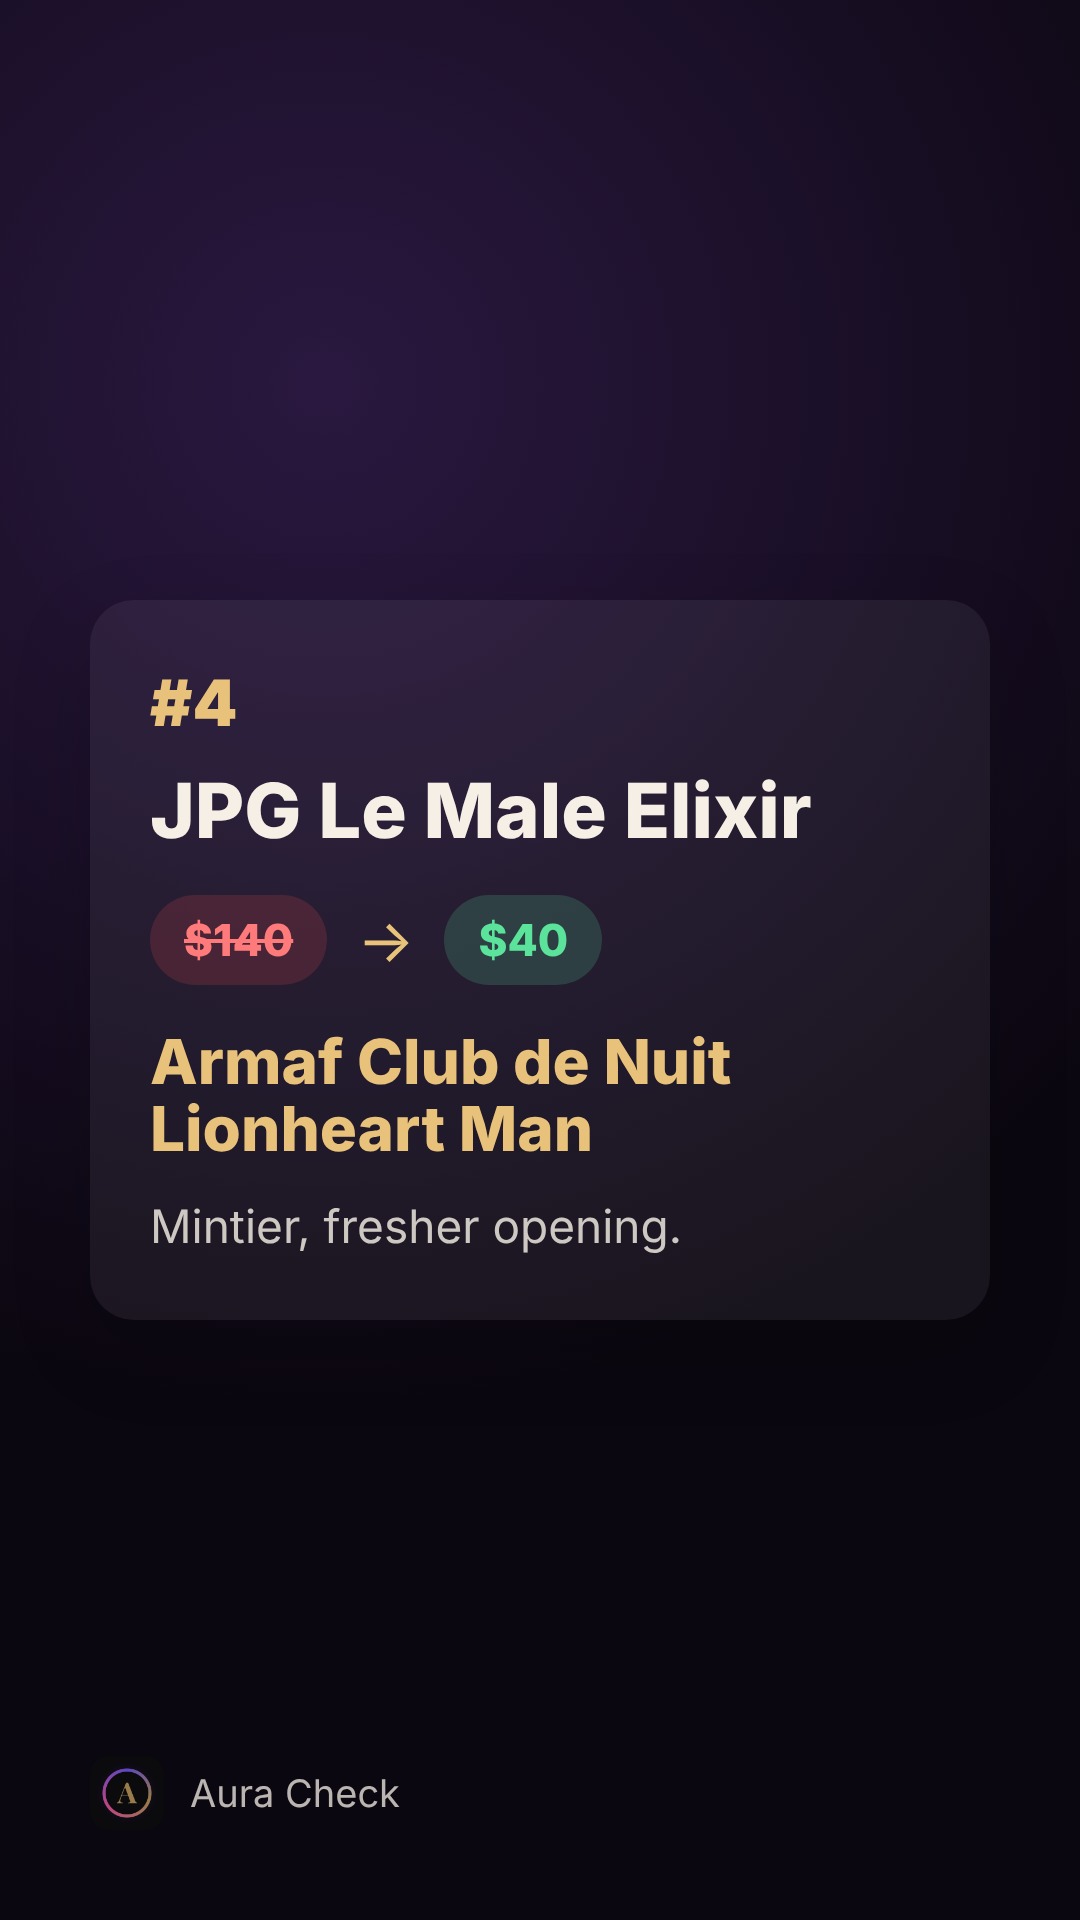 #4
JPG Le Male Elixir
$140 → $40
Armaf Club de Nuit
Lionheart Man
Mintier, fresher opening.
A Aura Check